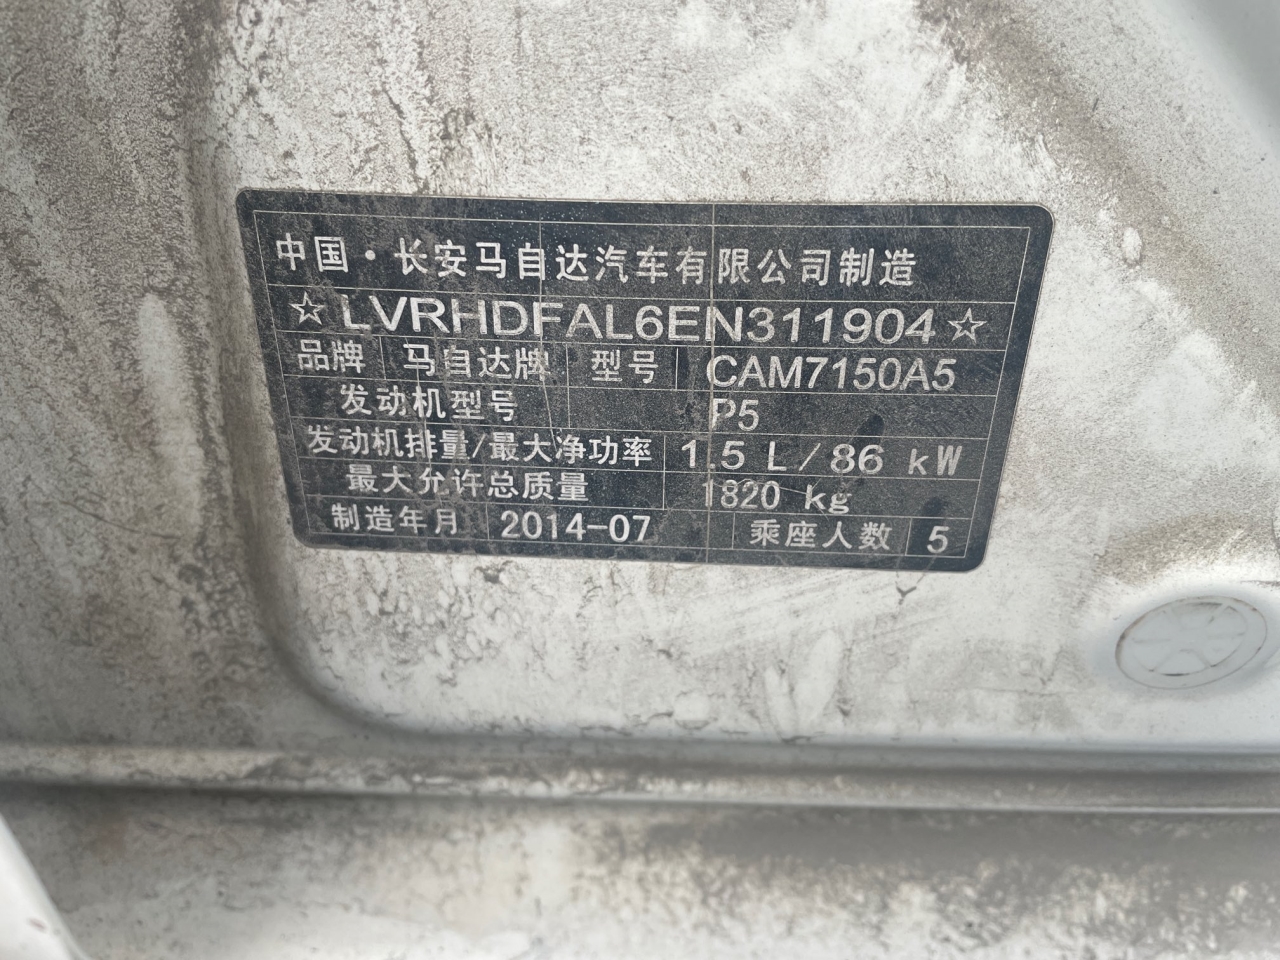 中国·长安马自达汽车有限公司制造
☆LVRHDFAL6EN311904☆
品牌 马自达牌 型号 CAM7150A5
发动机型号 P5
发动机排量/最大净功率 1.5 L/86 kW
最大允许总质量 1820 kg
制造年月 2014-07 乘座人数 5